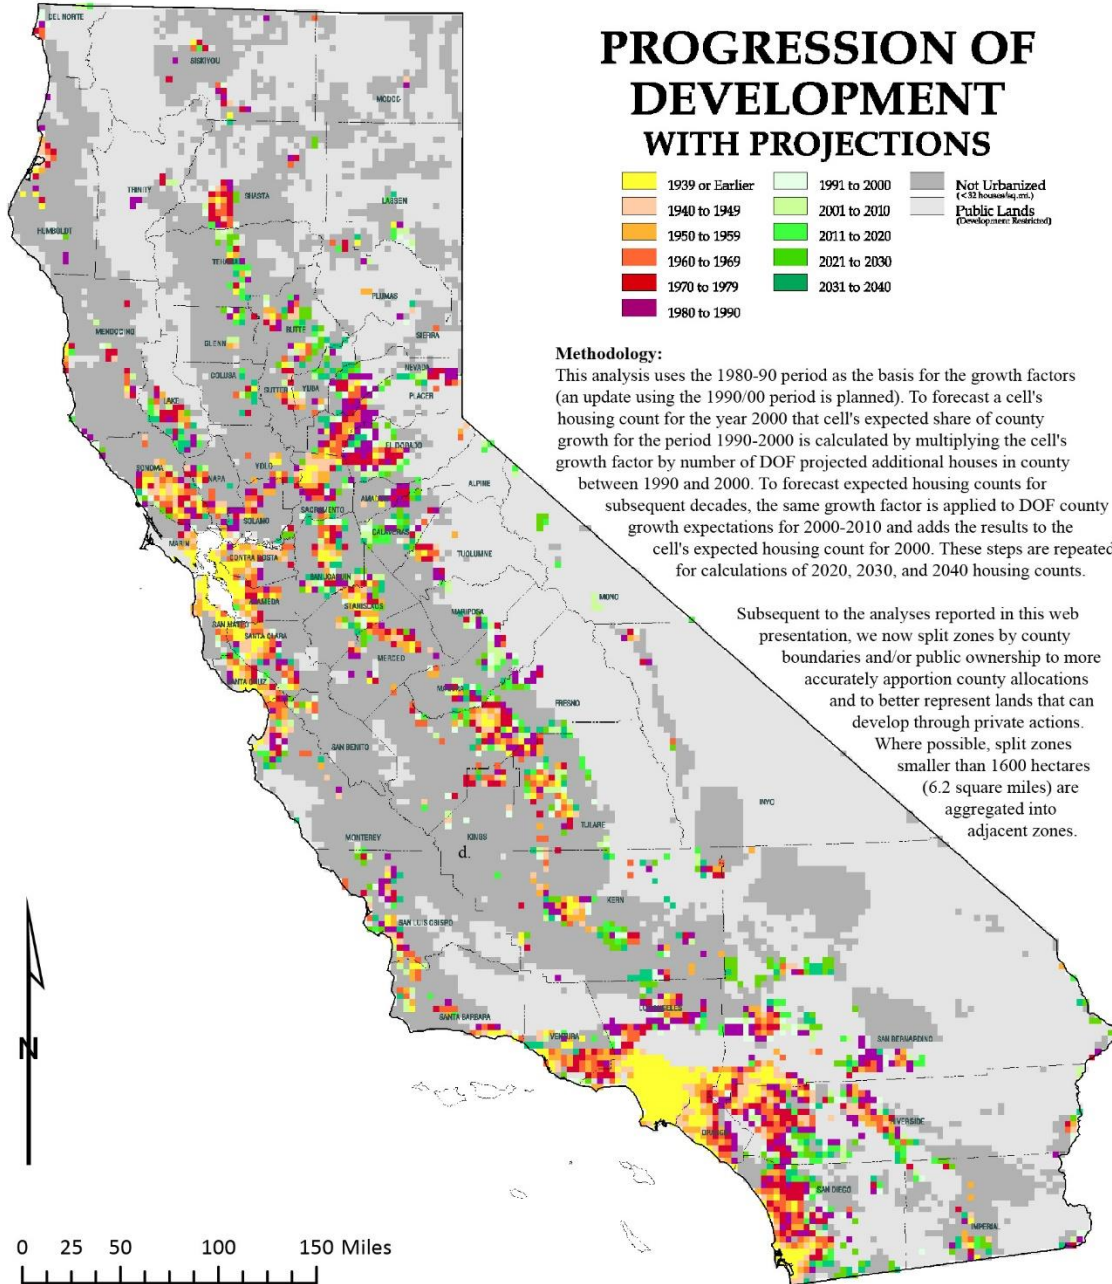 PROGRESSION OF
DEVELOPMENT
WITH PROJECTIONS
1939 or Earlier
1940 to 1949
1950 to 1959
1960 to 1969
1970 to 1979
1980 to 1990
1991 to 2000
2001 to 2010
2011 to 2020
2021 to 2030
2031 to 2040
Not Urbanized
(<32 houses/sq.mi.)
Public Lands
(Development Restricted)
Methodology:
This analysis uses the 1980-90 period as the basis for the growth factors
(an update using the 1990/00 period is planned). To forecast a cell's
housing count for the year 2000 that cell's expected share of county
growth for the period 1990-2000 is calculated by multiplying the cell's
growth factor by number of DOF projected additional houses in county
between 1990 and 2000. To forecast expected housing counts for
subsequent decades, the same growth factor is applied to DOF county
growth expectations for 2000-2010 and adds the results to the
cell's expected housing count for 2000. These steps are repeated
for calculations of 2020, 2030, and 2040 housing counts.
Subsequent to the analyses reported in this web
presentation, we now split zones by county
boundaries and/or public ownership to more
accurately apportion county allocations
and to better represent lands that can
develop through private actions.
Where possible, split zones
smaller than 1600 hectares
(6.2 square miles) are
aggregated into
adjacent zones.
DEL NORTE
SISKIYOU
MODOC
TRINITY
SHASTA
LASSEN
HUMBOLDT
TEHAMA
PLUMAS
MENDOCINO
GLENN
BUTTE
SIERRA
COLUSA
NEVADA
LAKE
SUTTER
YUBA
PLACER
EL DORADO
SONOMA
NAPA
YOLO
ALPINE
SACRAMENTO
AMADOR
SOLANO
CALAVERAS
MARIN
CONTRA COSTA
TUOLUMNE
SAN JOAQUIN
ALAMEDA
STANISLAUS
MONO
SAN MATEO
SANTA CLARA
MARIPOSA
MERCED
SANTA CRUZ
MADERA
FRESNO
SAN BENITO
INYO
MONTEREY
KINGS
TULARE
d.
KERN
SAN LUIS OBISPO
SANTA BARBARA
VENTURA
LOS ANGELES
SAN BERNARDINO
ORANGE
RIVERSIDE
SAN DIEGO
IMPERIAL
N
0 25 50 100 150 Miles